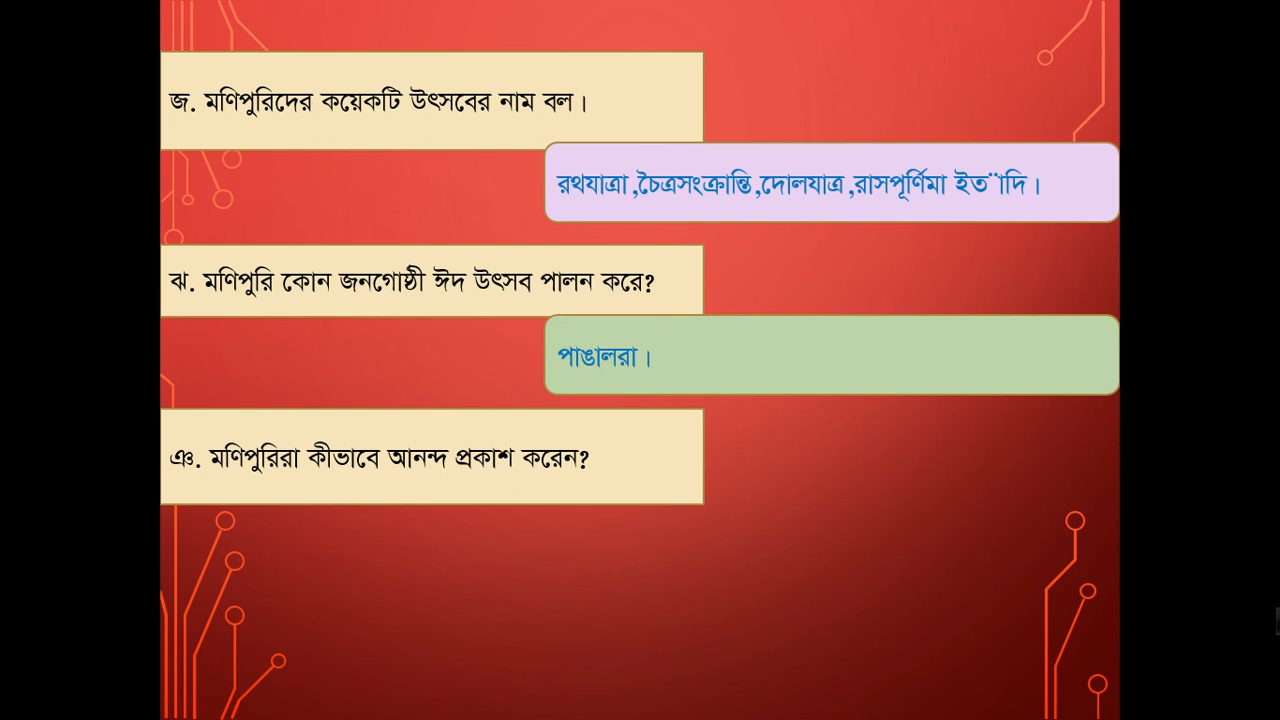 জ. মণিপুরিদের কয়েকটি উৎসবের নাম বল।
রথযাত্রা,চৈত্রসংক্রান্তি,দোলযাত্র,রাসপূর্ণিমা ইত¨াদি।
ঝ. মণিপুরি কোন জনগোষ্ঠী ঈদ উৎসব পালন করে?
পাঙালরা।
ঞ. মণিপুরিরা কীভাবে আনন্দ প্রকাশ করেন?